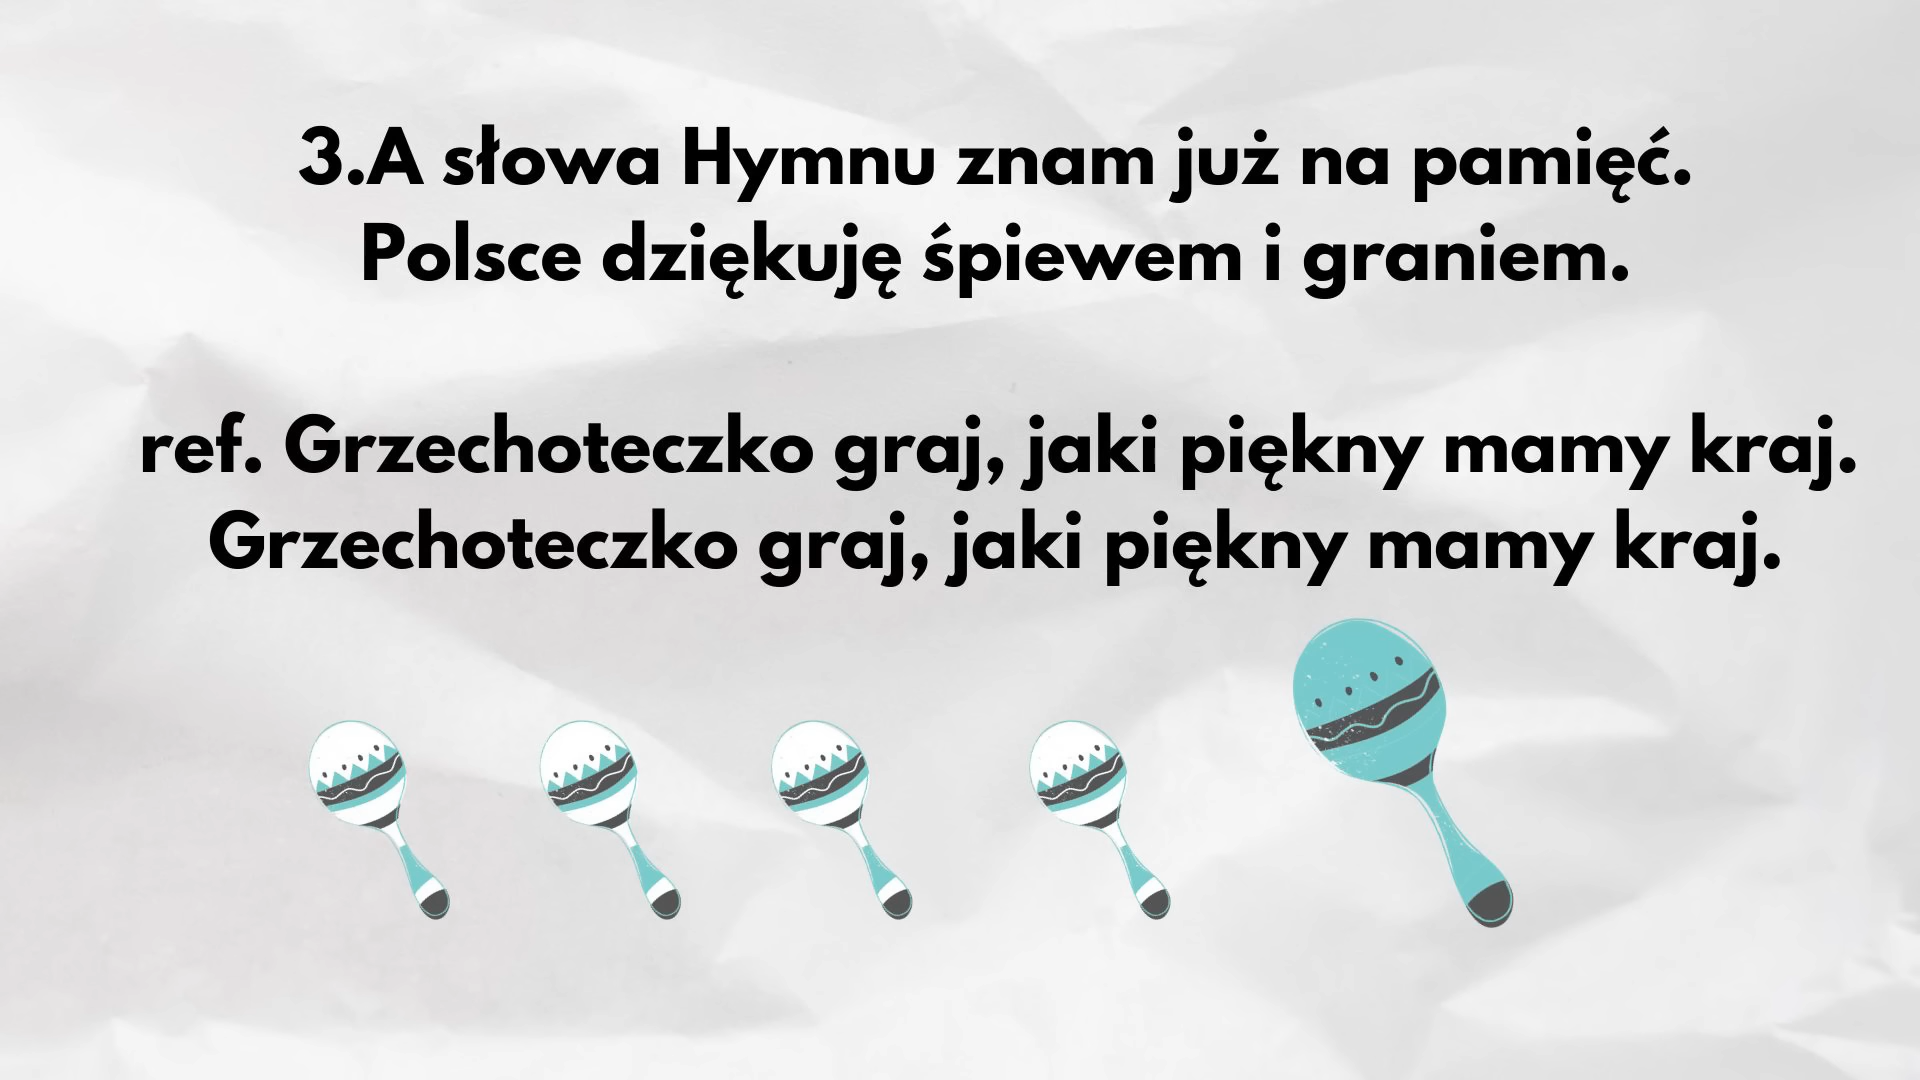 3.A słowa Hymnu znam już na pamięć.
Polsce dziękuję śpiewem i graniem.
ref. Grzechoteczko graj, jaki piękny mamy kraj.
Grzechoteczko graj, jaki piękny mamy kraj.